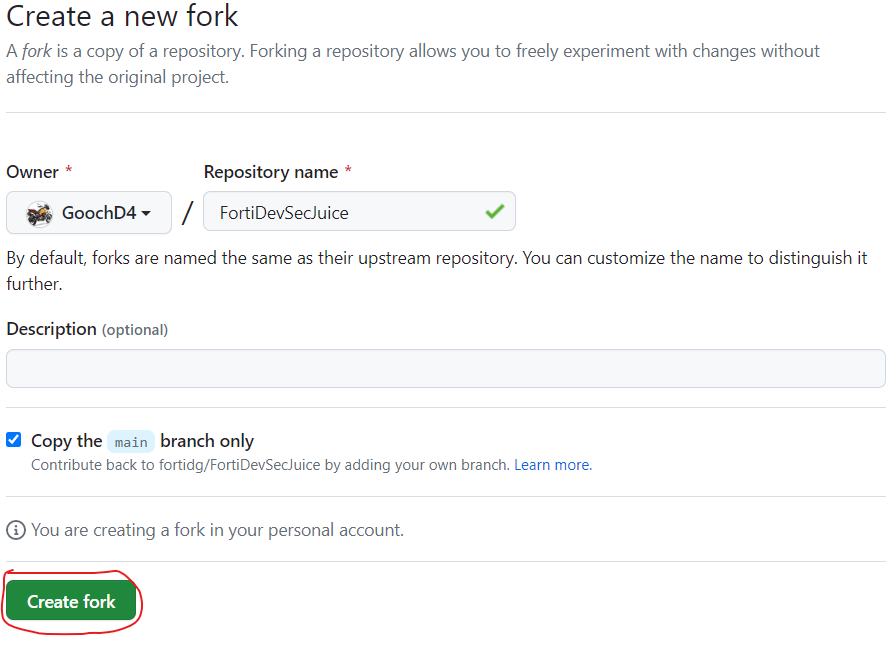 Create a new fork
A fork is a copy of a repository. Forking a repository allows you to freely experiment with changes without
affecting the original project.
Owner * Repository name *
GoochD4 / FortiDevSecJuice
By default, forks are named the same as their upstream repository. You can customize the name to distinguish it
further.
Description (optional)
Copy the main branch only
Contribute back to fortidg/FortiDevSecJuice by adding your own branch. Learn more.
You are creating a fork in your personal account.
Create fork